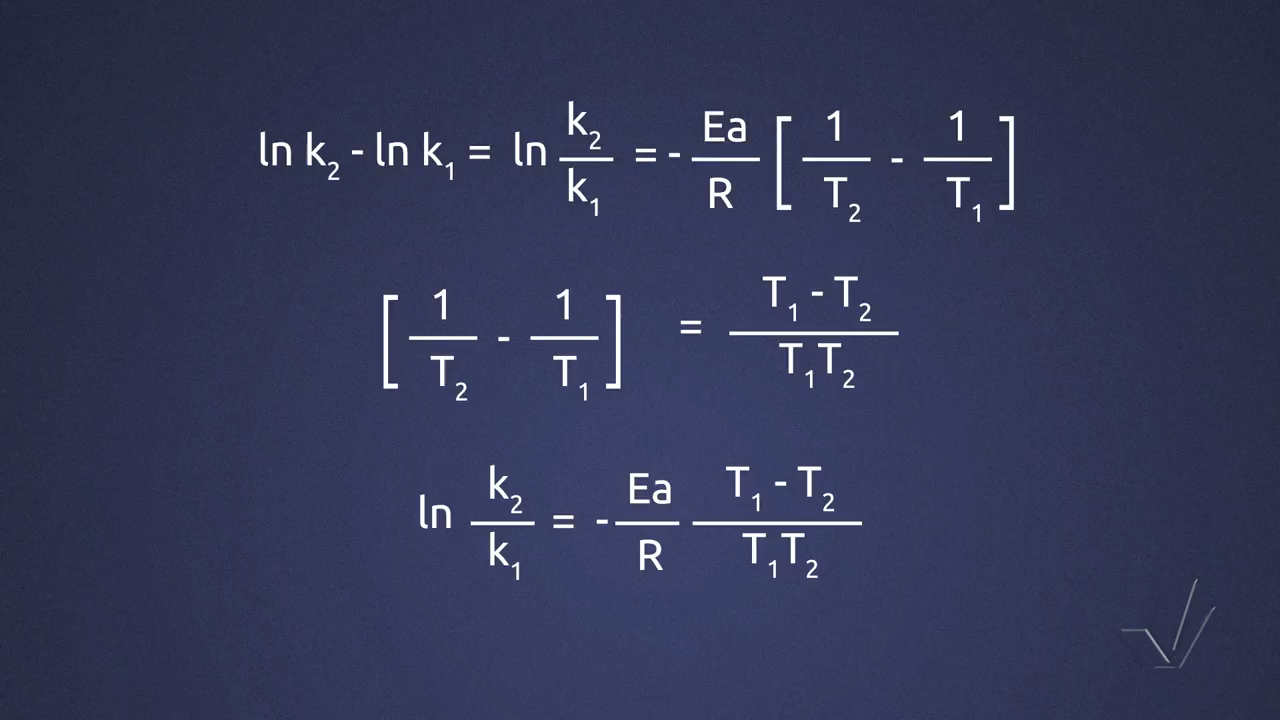 ln k₂ - ln k₁ = ln k₂/k₁ = - Ea/R [ 1/T₂ - 1/T₁ ]
[ 1/T₂ - 1/T₁ ] = T₁ - T₂ / T₁T₂
ln k₂/k₁ = - Ea/R T₁ - T₂ / T₁T₂